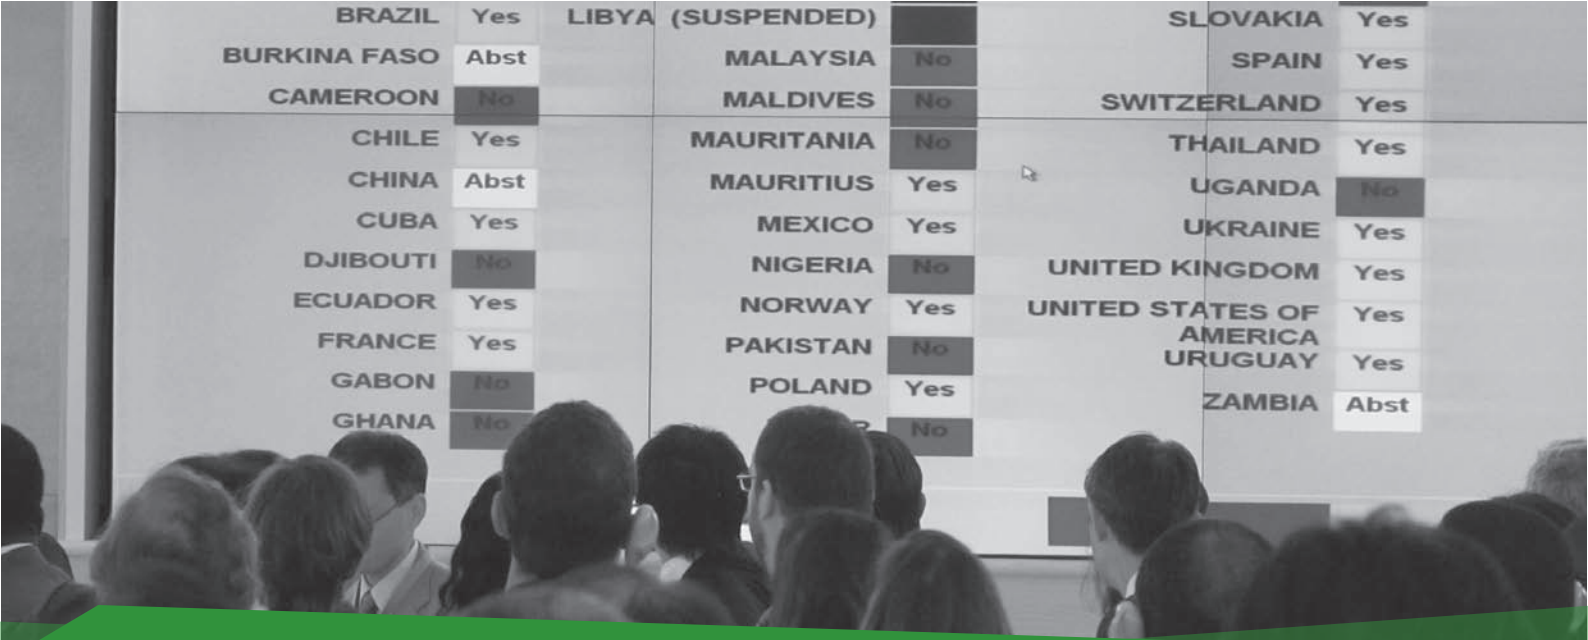 BRAZIL Yes
BURKINA FASO Abst
CAMEROON No
CHILE Yes
CHINA Abst
CUBA Yes
DJIBOUTI No
ECUADOR Yes
FRANCE Yes
GABON No
GHANA No
LIBYA (SUSPENDED)
MALAYSIA No
MALDIVES No
MAURITANIA No
MAURITIUS Yes
MEXICO Yes
NIGERIA No
NORWAY Yes
PAKISTAN No
POLAND Yes
No
SLOVAKIA Yes
SPAIN Yes
SWITZERLAND Yes
THAILAND Yes
UGANDA No
UKRAINE Yes
UNITED KINGDOM Yes
UNITED STATES OF Yes
AMERICA
URUGUAY Yes
ZAMBIA Abst